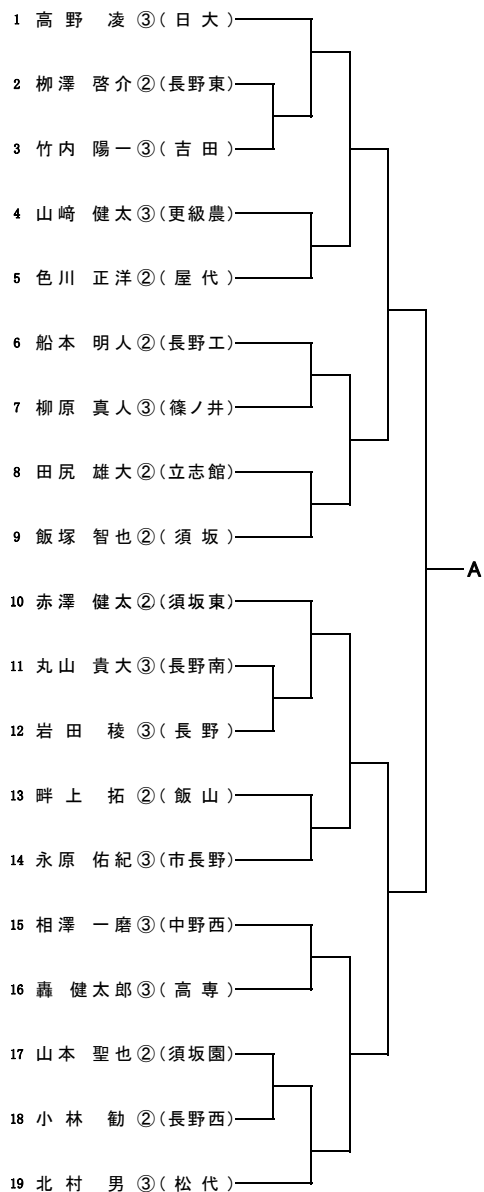 1 高野 凌 ③(日大)
2 栁澤 啓介②(長野東)
3 竹内 陽一③(吉田)
4 山﨑 健太③(更級農)
5 色川 正洋②(屋代)
6 船本 明人②(長野工)
7 柳原 真人③(篠ノ井)
8 田尻 雄大②(立志館)
9 飯塚 智也②(須坂)
A
10 赤澤 健太②(須坂東)
11 丸山 貴大③(長野南)
12 岩田 稜 ③(長野)
13 畔上 拓 ②(飯山)
14 永原 佑紀③(市長野)
15 相澤 一磨③(中野西)
16 轟 健太郎③(高専)
17 山本 聖也②(須坂園)
18 小林 勧 ②(長野西)
19 北村 男 ③(松代)